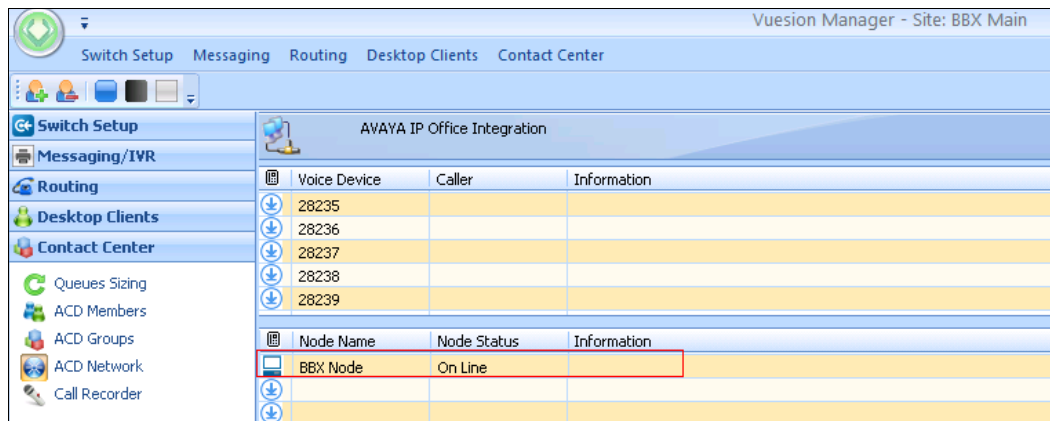 Vuesion Manager - Site: BBX Main
Switch Setup Messaging Routing Desktop Clients Contact Center
Switch Setup
Messaging/IVR
Routing
Desktop Clients
Contact Center
Queues Sizing
ACD Members
ACD Groups
ACD Network
Call Recorder
AVAYA IP Office Integration
Voice Device Caller Information
28235
28236
28237
28238
28239
Node Name Node Status Information
BBX Node On Line